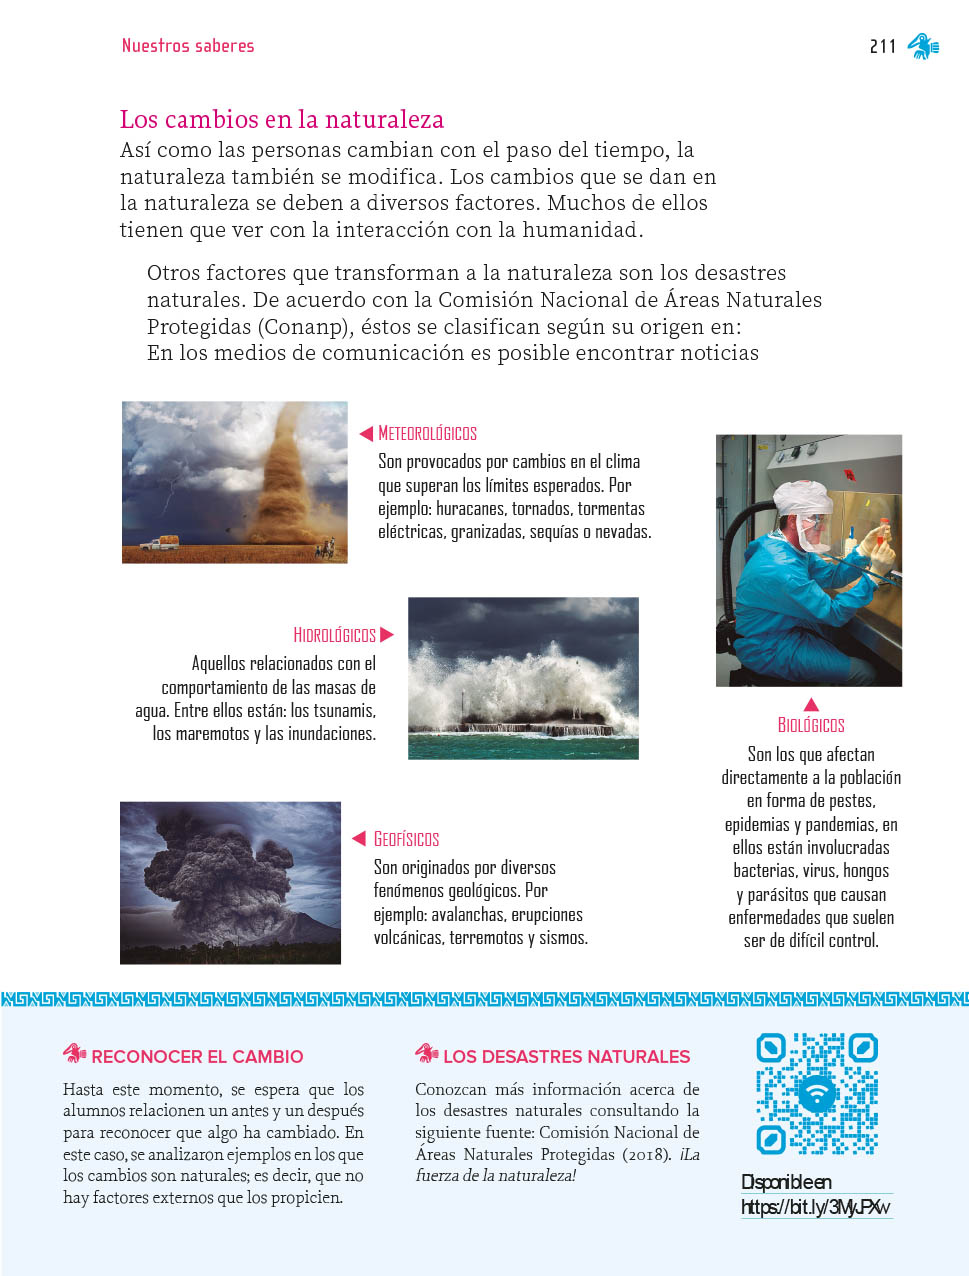 Nuestros saberes
211
Los cambios en la naturaleza
Así como las personas cambian con el paso del tiempo, la
naturaleza también se modifica. Los cambios que se dan en
la naturaleza se deben a diversos factores. Muchos de ellos
tienen que ver con la interacción con la humanidad.
Otros factores que transforman a la naturaleza son los desastres
naturales. De acuerdo con la Comisión Nacional de Áreas Naturales
Protegidas (Conanp), éstos se clasifican según su origen en:
En los medios de comunicación es posible encontrar noticias
METEOROLÓGICOS
Son provocados por cambios en el clima
que superan los límites esperados. Por
ejemplo: huracanes, tornados, tormentas
eléctricas, granizadas, sequías o nevadas.
HIDROLÓGICOS
Aquellos relacionados con el
comportamiento de las masas de
agua. Entre ellos están: los tsunamis,
los maremotos y las inundaciones.
GEOFÍSICOS
Son originados por diversos
fenómenos geológicos. Por
ejemplo: avalanchas, erupciones
volcánicas, terremotos y sismos.
BIOLÓGICOS
Son los que afectan
directamente a la población
en forma de pestes,
epidemias y pandemias, en
ellos están involucradas
bacterias, virus, hongos
y parásitos que causan
enfermedades que suelen
ser de difícil control.
RECONOCER EL CAMBIO
Hasta este momento, se espera que los
alumnos relacionen un antes y un después
para reconocer que algo ha cambiado. En
este caso, se analizaron ejemplos en los que
los cambios son naturales; es decir, que no
hay factores externos que los propicien.
LOS DESASTRES NATURALES
Conozcan más información acerca de
los desastres naturales consultando la
siguiente fuente: Comisión Nacional de
Áreas Naturales Protegidas (2018). ¡La
fuerza de la naturaleza!
Disponible en
https://bit.ly/3MyJPXw